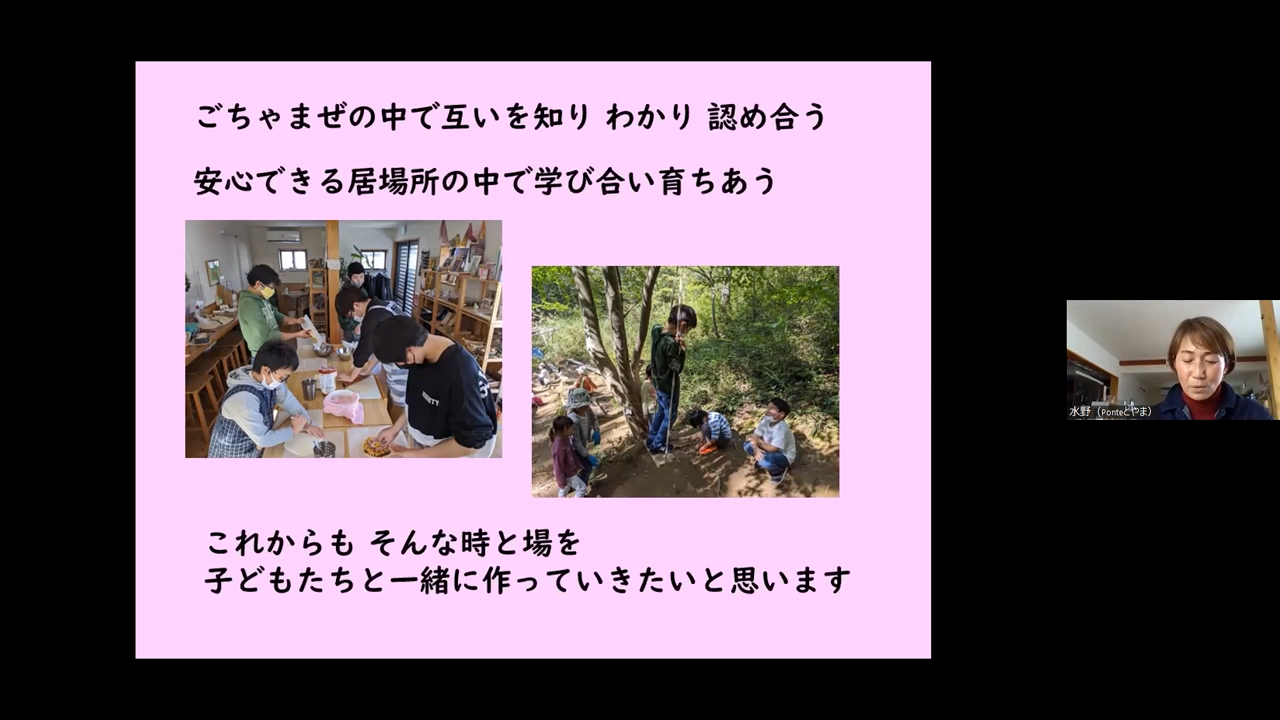 ごちゃまぜの中で互いを知り わかり 認め合う
安心できる居場所の中で学び合い育ちあう
これからも そんな時と場を
子どもたちと一緒に作っていきたいと思います
水野（Ponteとやま）